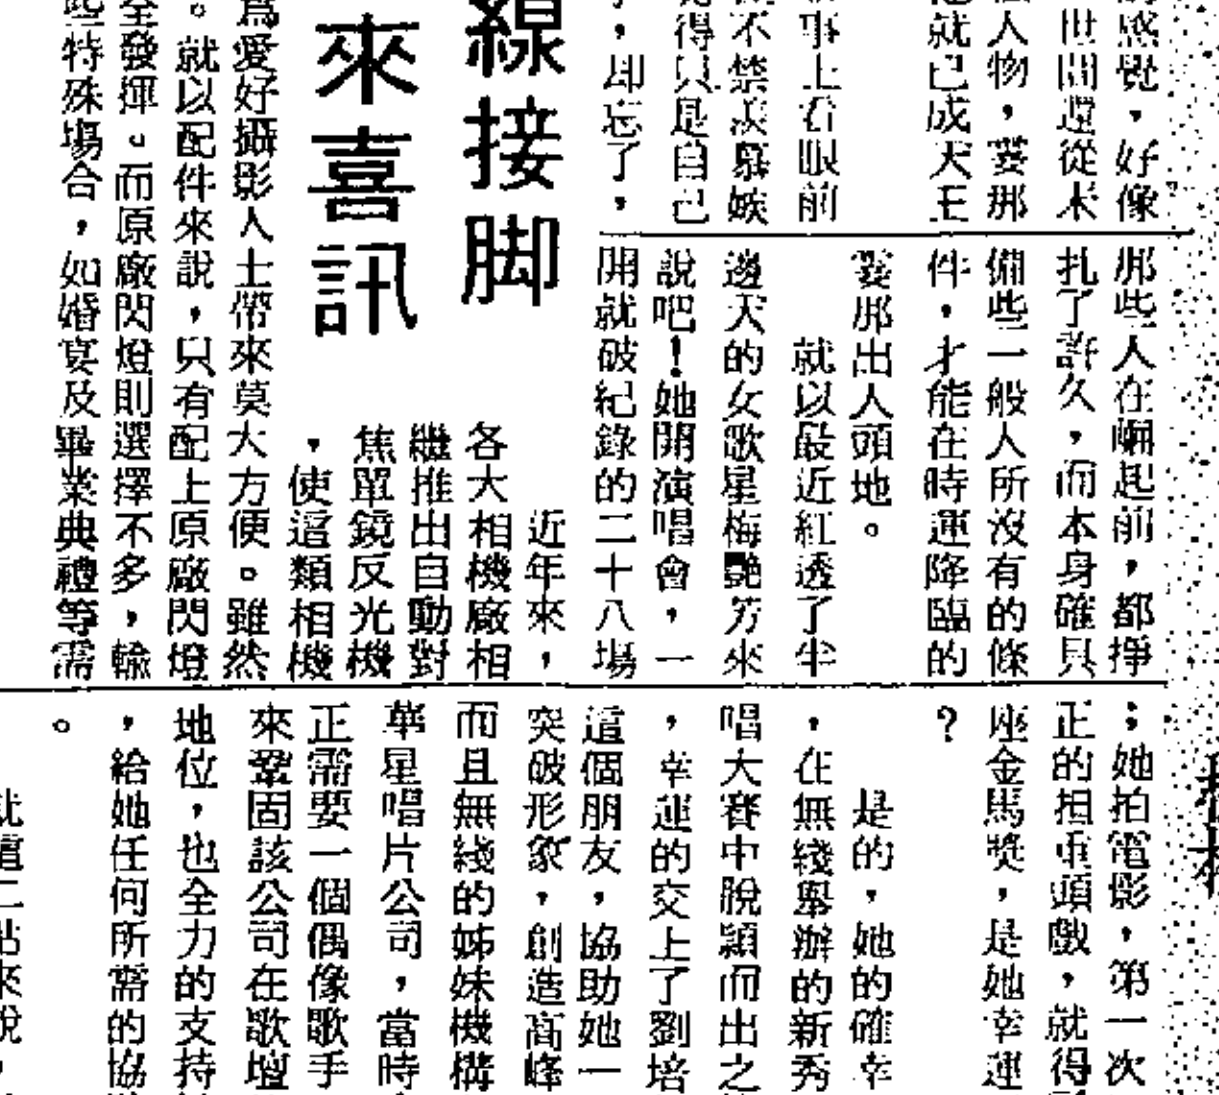 感覺，好像
世間還從未
人物，要那
就已成天王
事上看眼前
不禁羨慕嫉
得只是自己
，却忘了，
那些人在崛起前，都掙
扎了許久，而本身確具
備些一般人所沒有的條
件，才能在時運降臨的
要那出人頭地。
就以最近紅透了半
邊天的女歌星梅艷芳來
說吧！她開演唱會，一
開就破紀錄的二十八場
；她拍電影，第一次
正的担重頭戲，就得
座金馬獎，是她幸運
？
是的，她的確幸
，在無綫舉辦的新秀
唱大賽中脫穎而出之
，幸運的交上了劉培
這個朋友，協助她一
突破形象，創造高峰
而且無綫的姊妹機構
華星唱片公司，當時
正需要一個偶像歌手
來鞏固該公司在歌壇
地位，也全力的支持
，給她任何所需的協
。
就這二點來說，
線接脚
來喜訊
近年來，
各大相機廠相
繼推出自動對
焦單鏡反光機
，使這類相機
爲愛好攝影人士帶來莫大方便。雖然
。就以配件來說，只有配上原廠閃燈
全發揮。而原廠閃燈則選擇不多，輸
些特殊場合，如婚宴及畢業典禮等需